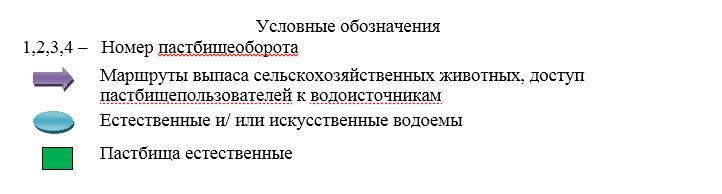 Условные обозначения
1,2,3,4 – Номер пастбищеоборота
Маршруты выпаса сельскохозяйственных животных, доступ
пастбищепользователей к водоисточникам
Естественные и/ или искусственные водоемы
Пастбища естественные